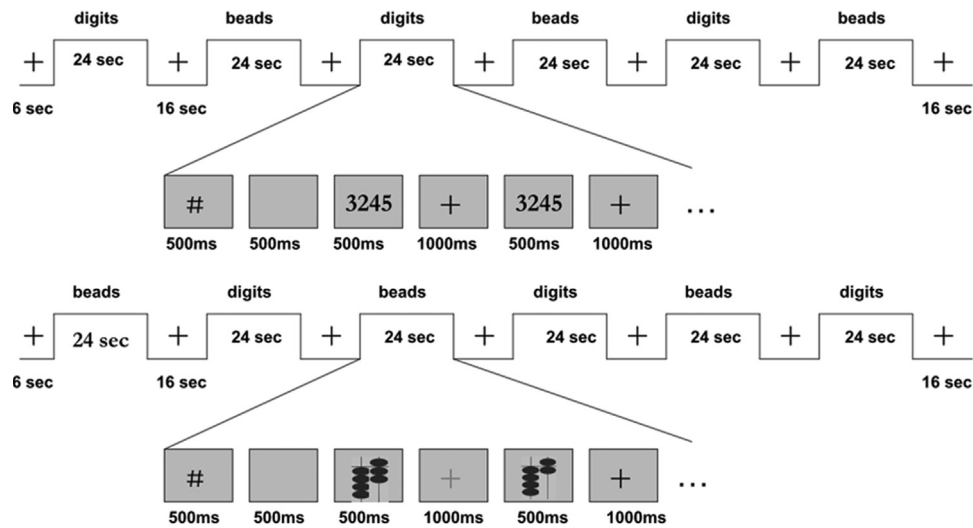 digits beads digits beads digits beads
+ 24 sec + 24 sec + 24 sec + 24 sec + 24 sec + 24 sec +
6 sec 16 sec 16 sec
# 3245 + 3245 + ...
500ms 500ms 500ms 1000ms 500ms 1000ms
beads digits beads digits beads digits
+ 24 sec + 24 sec + 24 sec + 24 sec + 24 sec + 24 sec +
6 sec 16 sec 16 sec
# + + ...
500ms 500ms 500ms 1000ms 500ms 1000ms